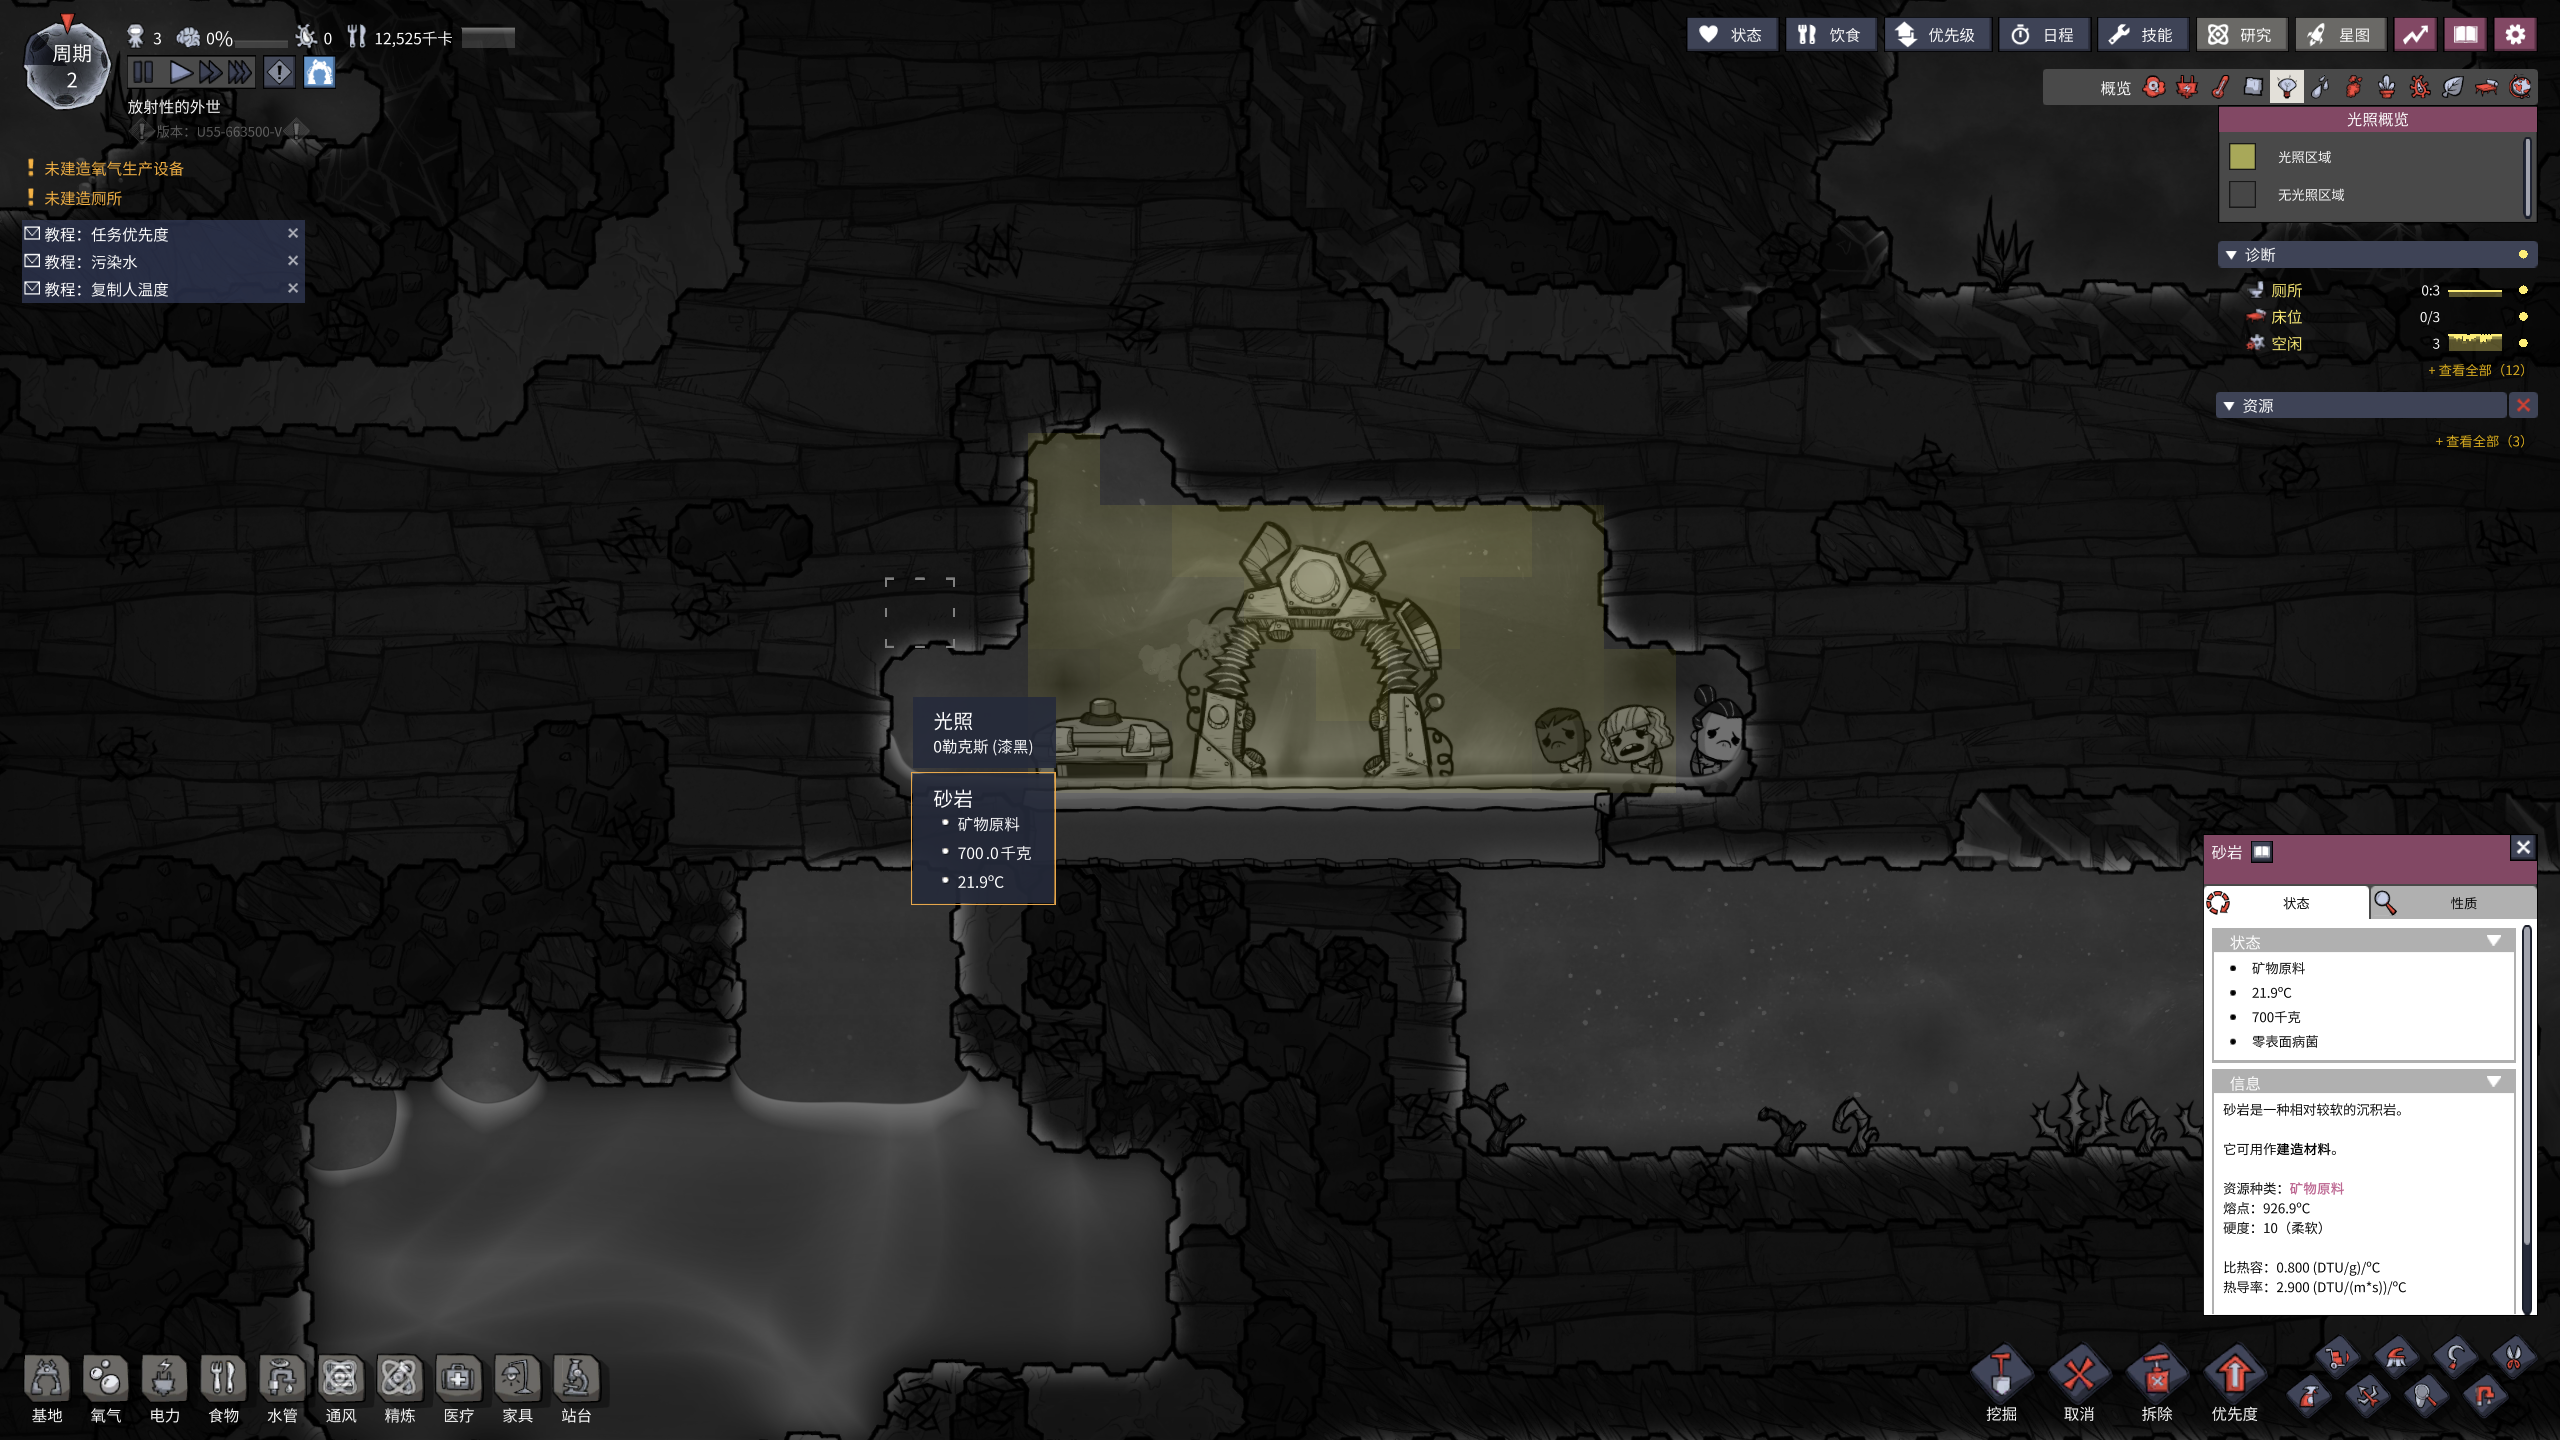 周期
2
3
0%
0
12,525千卡
放射性的外世
版本：U55-663500-V
未建造氧气生产设备
未建造厕所
教程：任务优先度
教程：污染水
教程：复制人温度
状态
饮食
优先级
日程
技能
研究
星图
概览
光照概览
光照区域
无光照区域
诊断
厕所 0:3
床位 0/3
空闲 3
+ 查看全部（12）
资源
+ 查看全部（3）
光照
0勒克斯 (漆黑)
砂岩
• 矿物原料
• 700.0千克
• 21.9ºC
砂岩
状态
性质
状态
• 矿物原料
• 21.9ºC
• 700千克
• 零表面病菌
信息
砂岩是一种相对较软的沉积岩。
它可用作建造材料。
资源种类：矿物原料
熔点：926.9ºC
硬度：10（柔软）
比热容：0.800 (DTU/g)/ºC
热导率：2.900 (DTU/(m*s))/ºC
基地
氧气
电力
食物
水管
通风
精炼
医疗
家具
站台
挖掘
取消
拆除
优先度